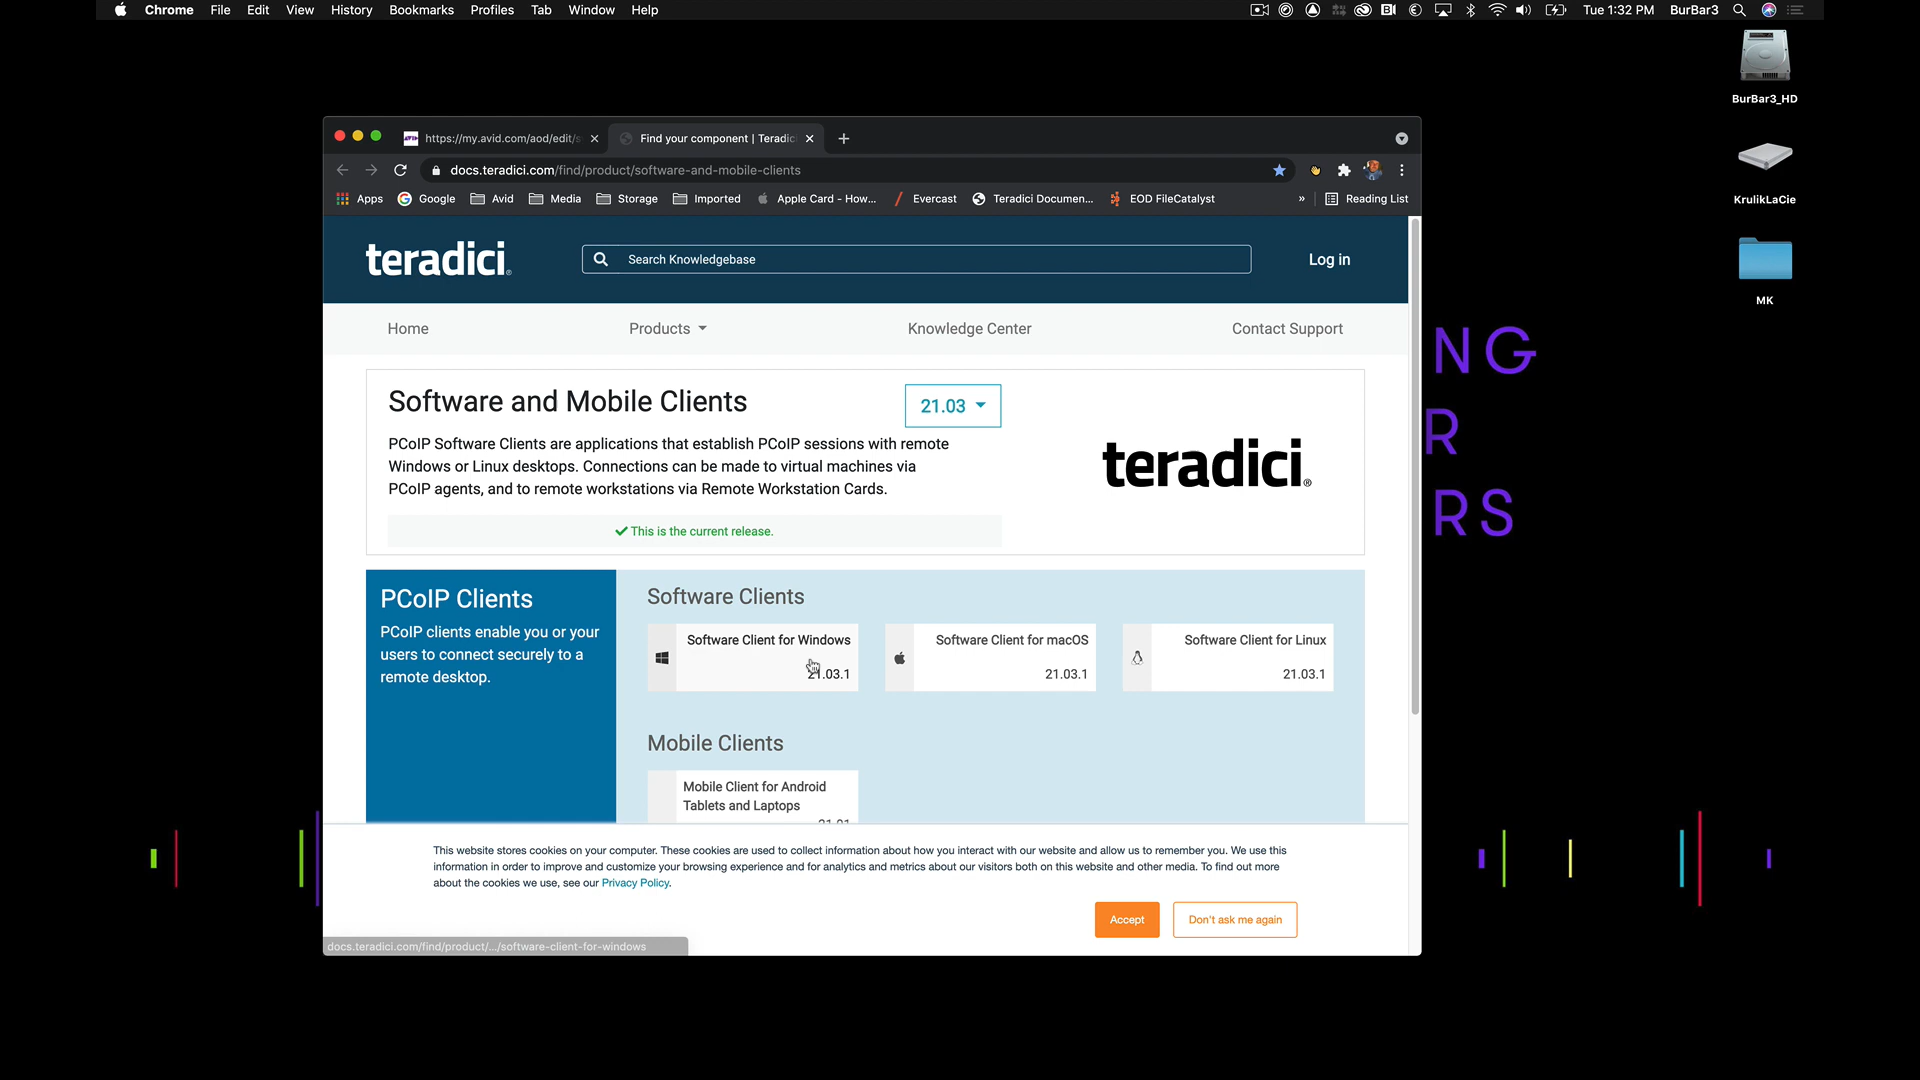 Chrome File Edit View History Bookmarks Profiles Tab Window Help Tue 1:32 PM BurBar3
BurBar3_HD
KrulikLaCie
MK
https://my.avid.com/aod/edit/s Find your component | Teradic
docs.teradici.com/find/product/software-and-mobile-clients
Apps Google Avid Media Storage Imported Apple Card - How... Evercast Teradici Documen... EOD FileCatalyst » Reading List
teradici Search Knowledgebase Log in
Home Products Knowledge Center Contact Support
NG
R
RS
Software and Mobile Clients 21.03
PCoIP Software Clients are applications that establish PCoIP sessions with remote
Windows or Linux desktops. Connections can be made to virtual machines via
PCoIP agents, and to remote workstations via Remote Workstation Cards.
teradici®
This is the current release.
PCoIP Clients
PCoIP clients enable you or your
users to connect securely to a
remote desktop.
Software Clients
Software Client for Windows
21.03.1
Software Client for macOS
21.03.1
Software Client for Linux
21.03.1
Mobile Clients
Mobile Client for Android
Tablets and Laptops
21.01
This website stores cookies on your computer. These cookies are used to collect information about how you interact with our website and allow us to remember you. We use this
information in order to improve and customize your browsing experience and for analytics and metrics about our visitors both on this website and other media. To find out more
about the cookies we use, see our Privacy Policy.
Accept Don't ask me again
docs.teradici.com/find/product/.../software-client-for-windows